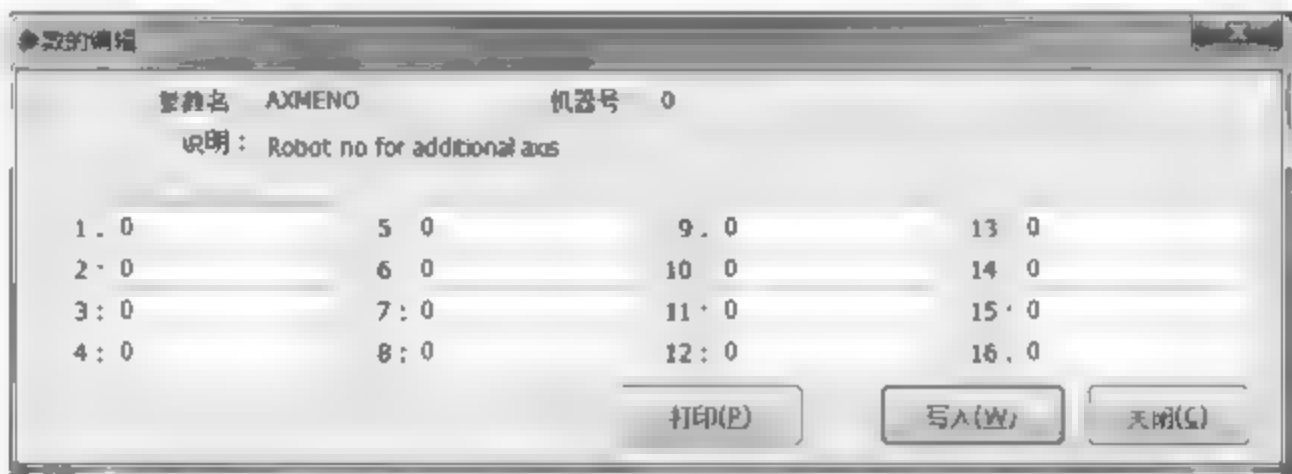 参数的编辑
参数名 AXMENO 机器号 0
说明: Robot no for additional axis
1. 0 5 0 9. 0 13 0
2: 0 6 0 10 0 14 0
3: 0 7: 0 11: 0 15: 0
4: 0 8: 0 12: 0 16. 0
打印(P) 写入(W) 关闭(C)